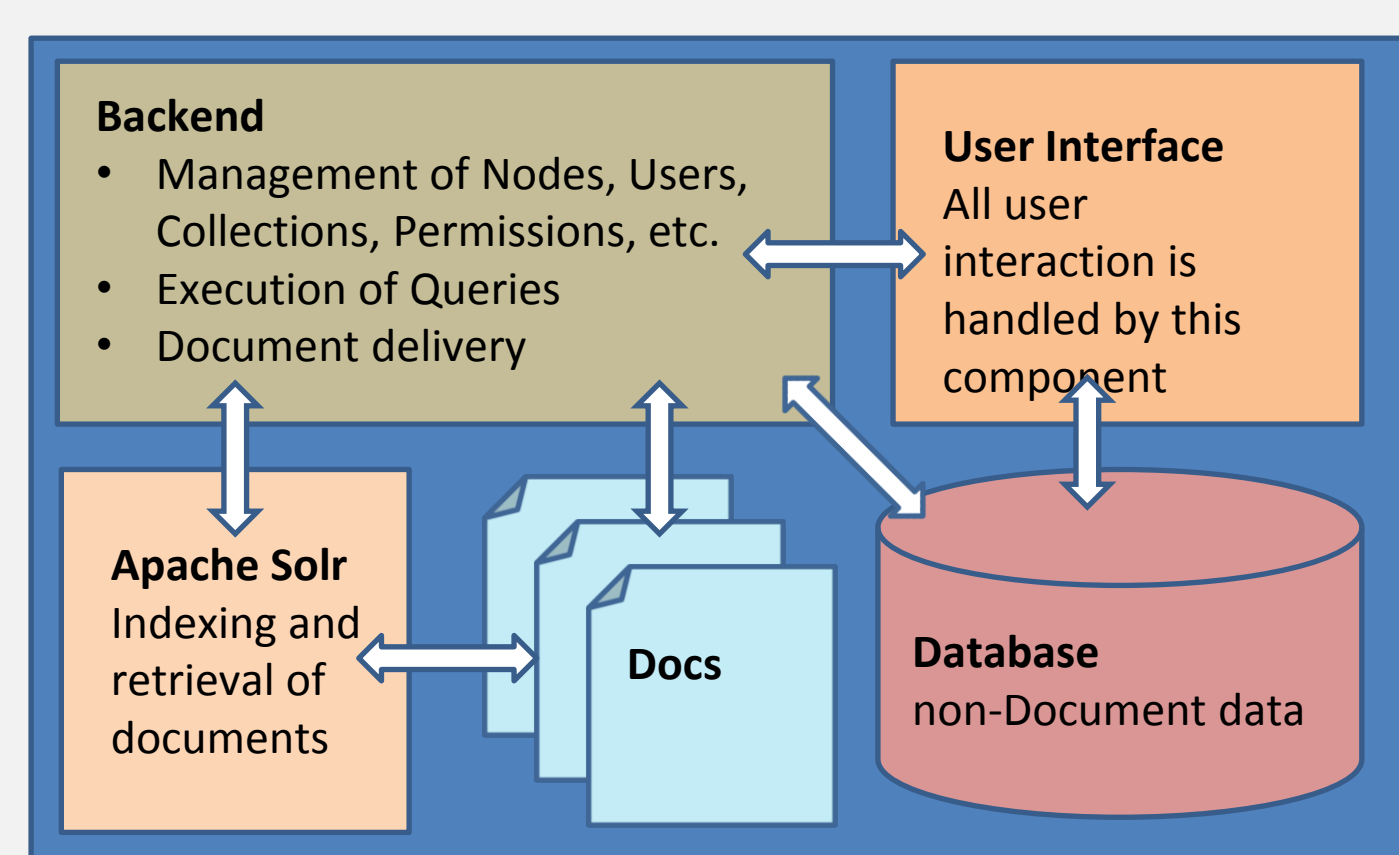 Backend
• Management of Nodes, Users,
Collections, Permissions, etc.
• Execution of Queries
• Document delivery
User Interface
All user
interaction is
handled by this
component
Apache Solr
Indexing and
retrieval of
documents
Docs
Database
non-Document data